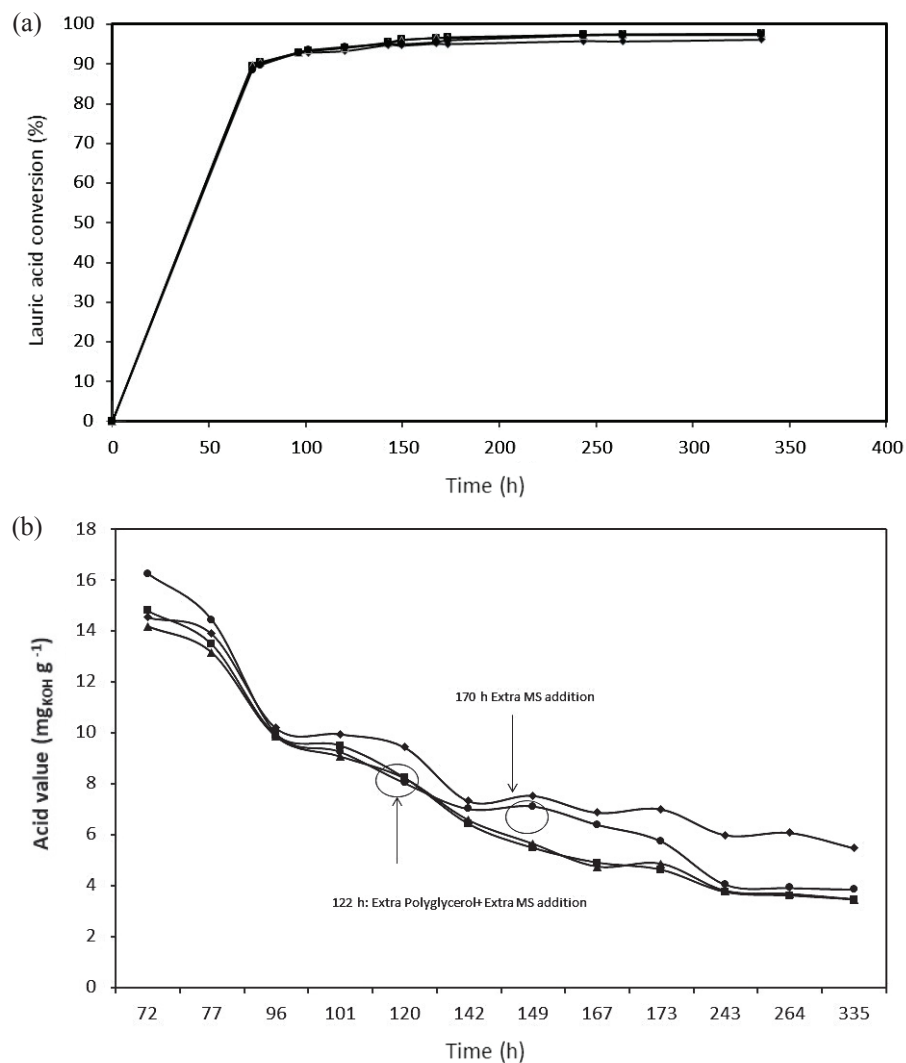 (a)
100
90
80
70
60
50
40
30
20
10
0
Lauric acid conversion (%)
0 50 100 150 200 250 300 350 400
Time (h)
(b)
18
16
14
12
10
8
6
4
2
0
Acid value (mgKOH g -1)
170 h Extra MS addition
122 h: Extra Polyglycerol+ Extra MS addition
72 77 96 101 120 142 149 167 173 243 264 335
Time (h)